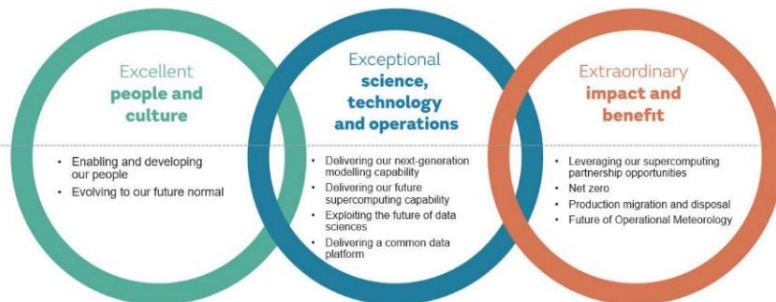 Excellent
people and
culture
• Enabling and developing
our people
• Evolving to our future normal
Exceptional
science,
technology
and operations
• Delivering our next-generation
modelling capability
• Delivering our future
supercomputing capability
• Exploiting the future of data
sciences
• Delivering a common data
platform
Extraordinary
impact and
benefit
• Leveraging our supercomputing
partnership opportunities
• Net zero
• Production migration and disposal
• Future of Operational Meteorology